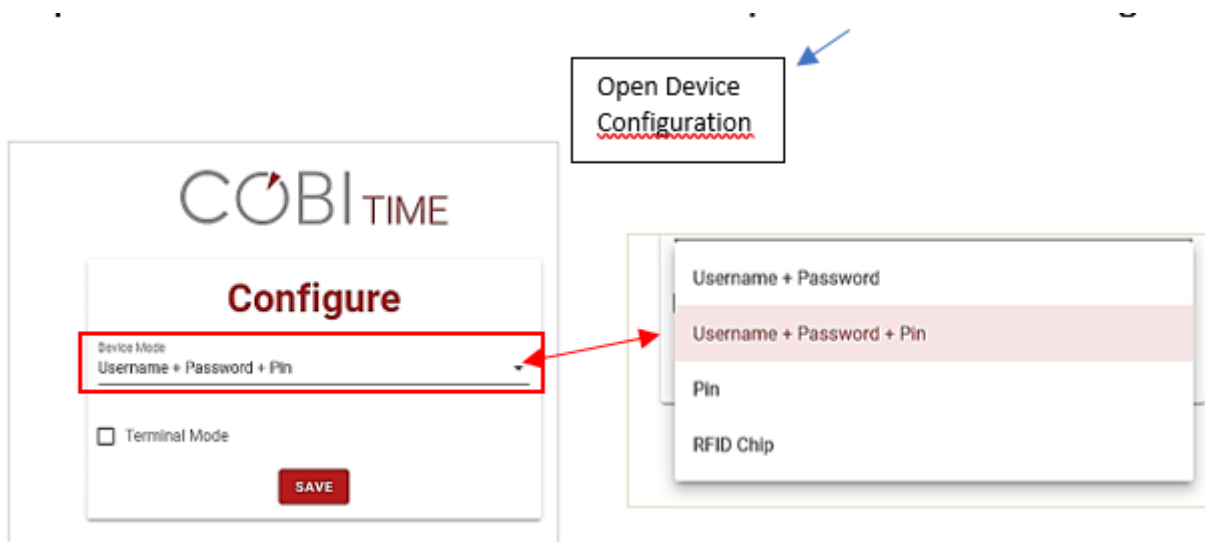 Open Device
Configuration
COBI TIME
Configure
Device Mode
Username + Password + Pin
Terminal Mode
SAVE
Username + Password
Username + Password + Pin
Pin
RFID Chip